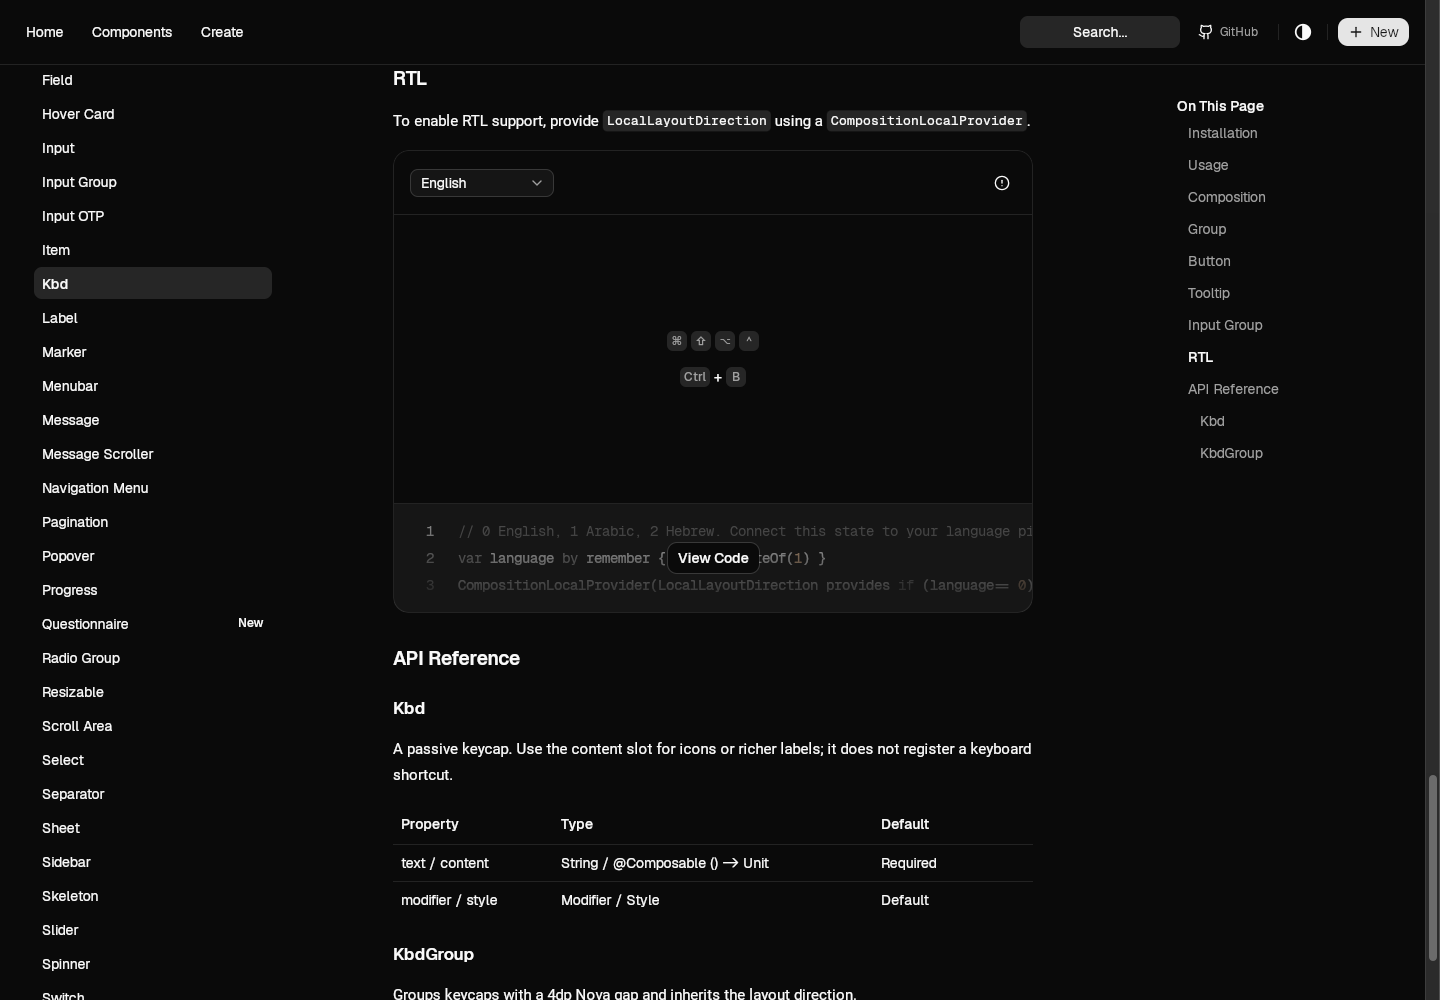 Home
Components
Create
Search...
GitHub
New
Field
Hover Card
Input
Input Group
Input OTP
Item
Kbd
Label
Marker
Menubar
Message
Message Scroller
Navigation Menu
Pagination
Popover
Progress
Questionnaire New
Radio Group
Resizable
Scroll Area
Select
Separator
Sheet
Sidebar
Skeleton
Slider
Spinner
Switch
RTL
To enable RTL support, provide LocalLayoutDirection using a CompositionLocalProvider.
English
⌘ ⇧ ⌥ ^
Ctrl + B
1 // 0 English, 1 Arabic, 2 Hebrew. Connect this state to your language pi
2 var language by remember { teOf(1) }
View Code
3 CompositionLocalProvider(LocalLayoutDirection provides if (language== 0)
API Reference
Kbd
A passive keycap. Use the content slot for icons or richer labels; it does not register a keyboard
shortcut.
Property Type Default
text / content String / @Composable () -> Unit Required
modifier / style Modifier / Style Default
KbdGroup
Groups keycaps with a 4dp Nova gap and inherits the layout direction.
On This Page
Installation
Usage
Composition
Group
Button
Tooltip
Input Group
RTL
API Reference
Kbd
KbdGroup